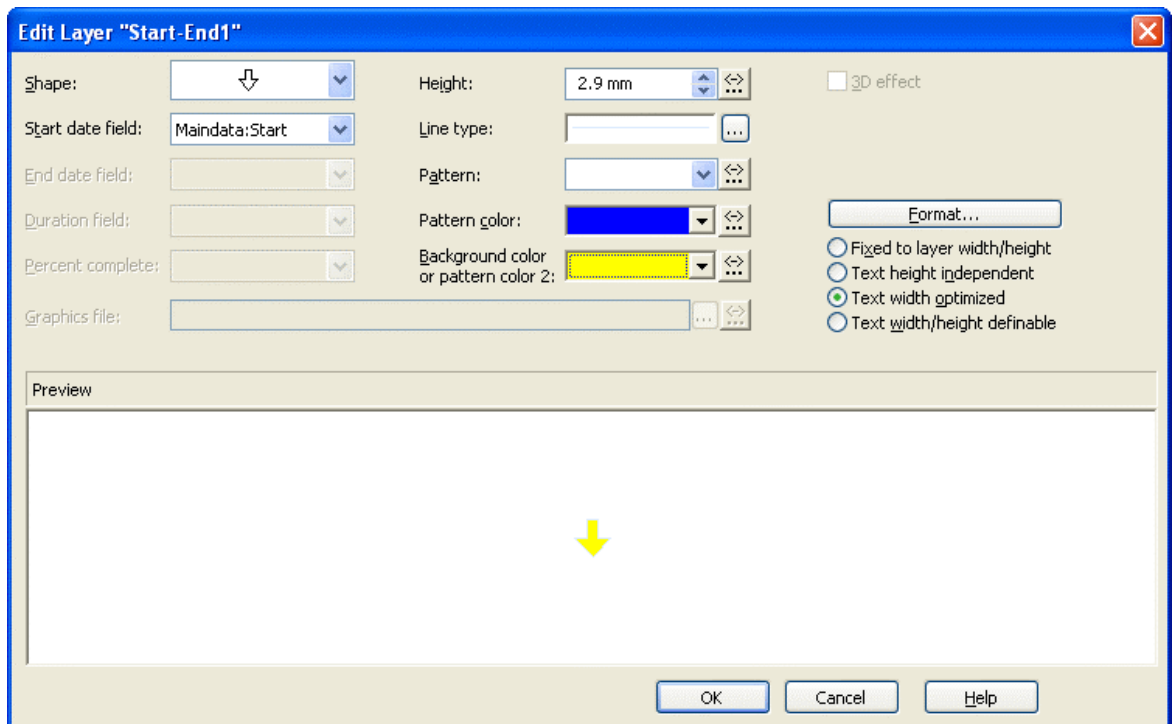 Edit Layer "Start-End1"
Shape:
Height:
2.9 mm
3D effect
Start date field:
Maindata:Start
Line type:
...
End date field:
Pattern:
Duration field:
Pattern color:
Format...
Percent complete:
Background color
or pattern color 2:
Fixed to layer width/height
Text height independent
Text width optimized
Text width/height definable
Graphics file:
...
Preview
OK
Cancel
Help